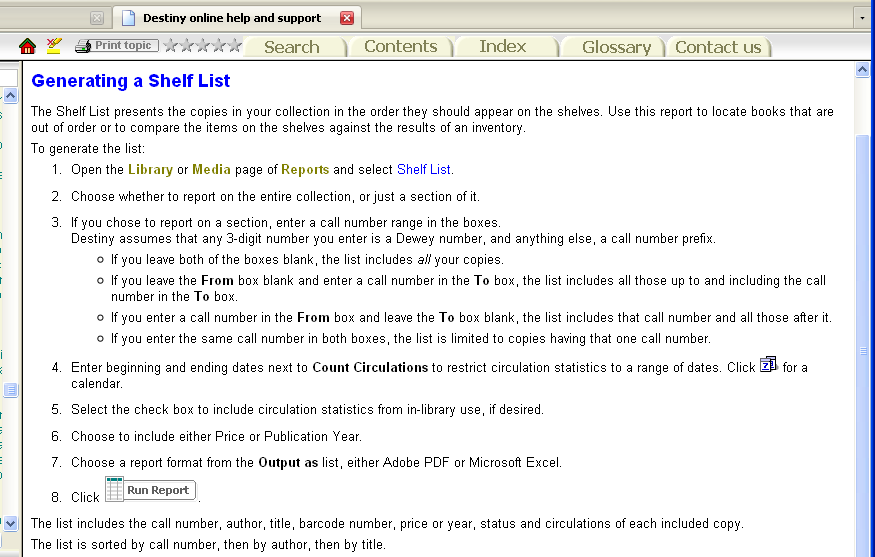 Destiny online help and support
Print topic
Search
Contents
Index
Glossary
Contact us
Generating a Shelf List
The Shelf List presents the copies in your collection in the order they should appear on the shelves. Use this report to locate books that are
out of order or to compare the items on the shelves against the results of an inventory.
To generate the list:
1. Open the Library or Media page of Reports and select Shelf List.
2. Choose whether to report on the entire collection, or just a section of it.
3. If you chose to report on a section, enter a call number range in the boxes.
Destiny assumes that any 3-digit number you enter is a Dewey number, and anything else, a call number prefix.
If you leave both of the boxes blank, the list includes all your copies.
If you leave the From box blank and enter a call number in the To box, the list includes all those up to and including the call
number in the To box.
If you enter a call number in the From box and leave the To box blank, the list includes that call number and all those after it.
If you enter the same call number in both boxes, the list is limited to copies having that one call number.
4. Enter beginning and ending dates next to Count Circulations to restrict circulation statistics to a range of dates. Click for a
calendar.
5. Select the check box to include circulation statistics from in-library use, if desired.
6. Choose to include either Price or Publication Year.
7. Choose a report format from the Output as list, either Adobe PDF or Microsoft Excel.
8. Click Run Report.
The list includes the call number, author, title, barcode number, price or year, status and circulations of each included copy.
The list is sorted by call number, then by author, then by title.